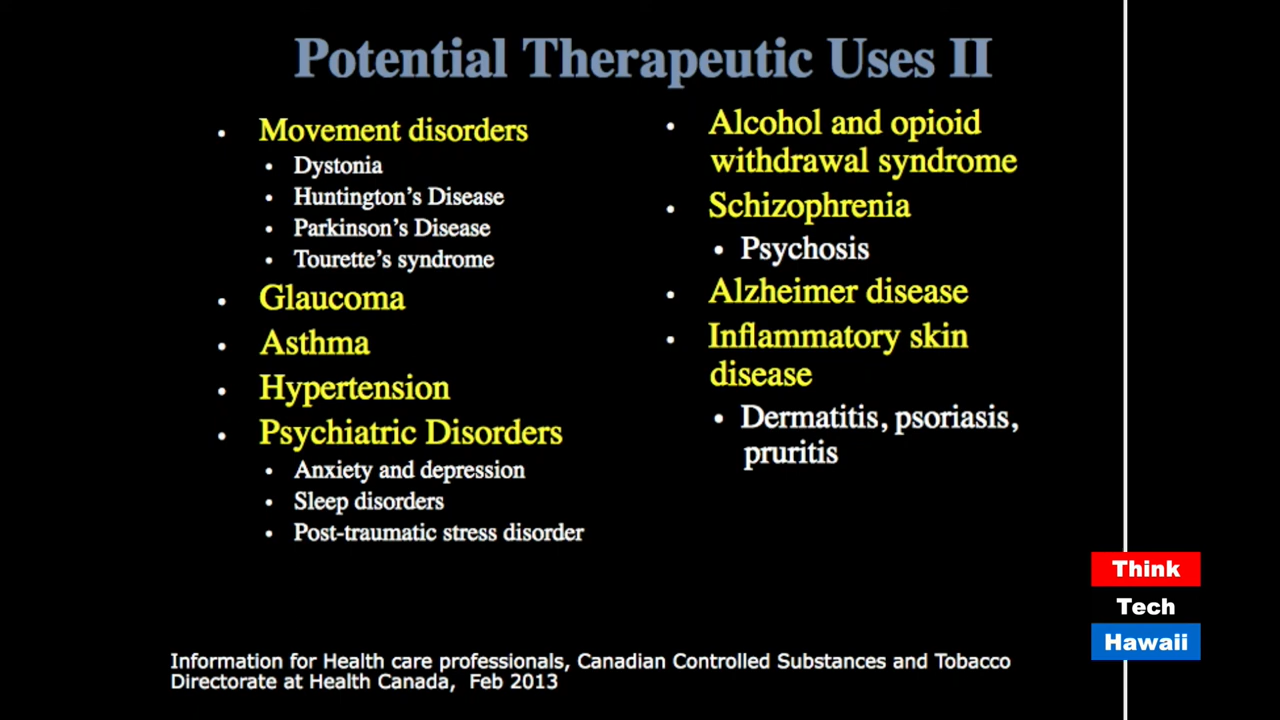 Potential Therapeutic Uses II
• Movement disorders
• Dystonia
• Huntington’s Disease
• Parkinson’s Disease
• Tourette’s syndrome
• Glaucoma
• Asthma
• Hypertension
• Psychiatric Disorders
• Anxiety and depression
• Sleep disorders
• Post-traumatic stress disorder
• Alcohol and opioid
withdrawal syndrome
• Schizophrenia
• Psychosis
• Alzheimer disease
• Inflammatory skin
disease
• Dermatitis, psoriasis,
pruritis
Information for Health care professionals, Canadian Controlled Substances and Tobacco
Directorate at Health Canada, Feb 2013
Think
Tech
Hawaii